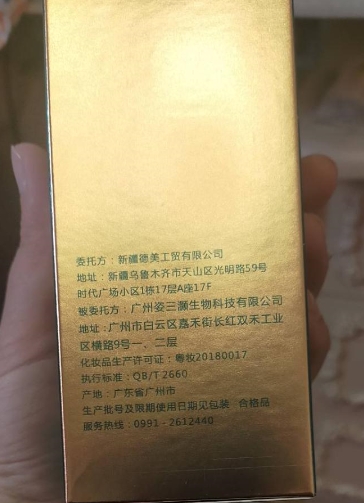 委托方：新疆德美工贸有限公司
地址：新疆乌鲁木齐市天山区光明路59号
时代广场小区1栋17层A座17F
被委托方：广州姿三灏生物科技有限公司
地址：广州市白云区嘉禾街长红双禾工业
区横路9号一、二层
化妆品生产许可证：粤妆20180017
执行标准：QB/T 2660
产地：广东省广州市
生产批号及限期使用日期见包装 合格品
服务热线：0991-2612440